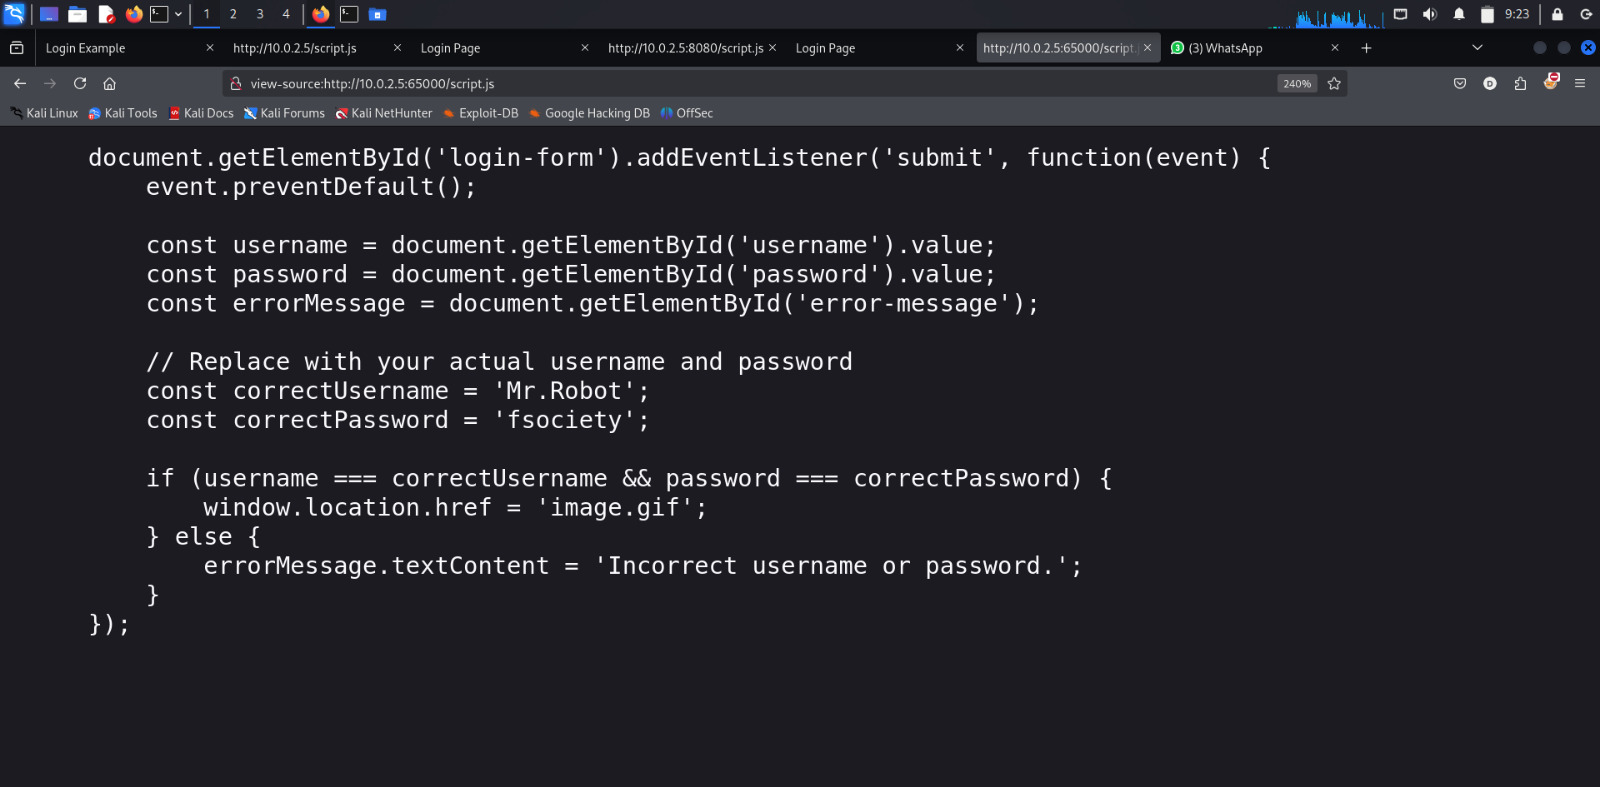 1 2 3 4 9:23
Login Example http://10.0.2.5/script.js Login Page http://10.0.2.5:8080/script.js Login Page http://10.0.2.5:65000/script. (3) WhatsApp
view-source:http://10.0.2.5:65000/script.js 240%
Kali Linux Kali Tools Kali Docs Kali Forums Kali NetHunter Exploit-DB Google Hacking DB OffSec
document.getElementById('login-form').addEventListener('submit', function(event) {
    event.preventDefault();
    const username = document.getElementById('username').value;
    const password = document.getElementById('password').value;
    const errorMessage = document.getElementById('error-message');
    // Replace with your actual username and password
    const correctUsername = 'Mr.Robot';
    const correctPassword = 'fsociety';
    if (username === correctUsername && password === correctPassword) {
        window.location.href = 'image.gif';
    } else {
        errorMessage.textContent = 'Incorrect username or password.';
    }
});